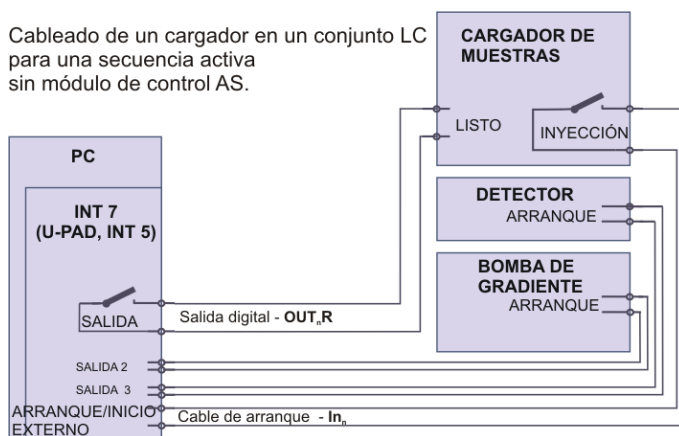 Cableado de un cargador en un conjunto LC
para una secuencia activa
sin módulo de control AS.
CARGADOR DE
MUESTRAS
LISTO
INYECCIÓN
PC
INT 7
(U-PAD, INT 5)
DETECTOR
ARRANQUE
BOMBA DE
GRADIENTE
ARRANQUE
SALIDA
Salida digital - OUTnR
SALIDA 2
SALIDA 3
ARRANQUE/INICIO
EXTERNO
Cable de arranque - Inn